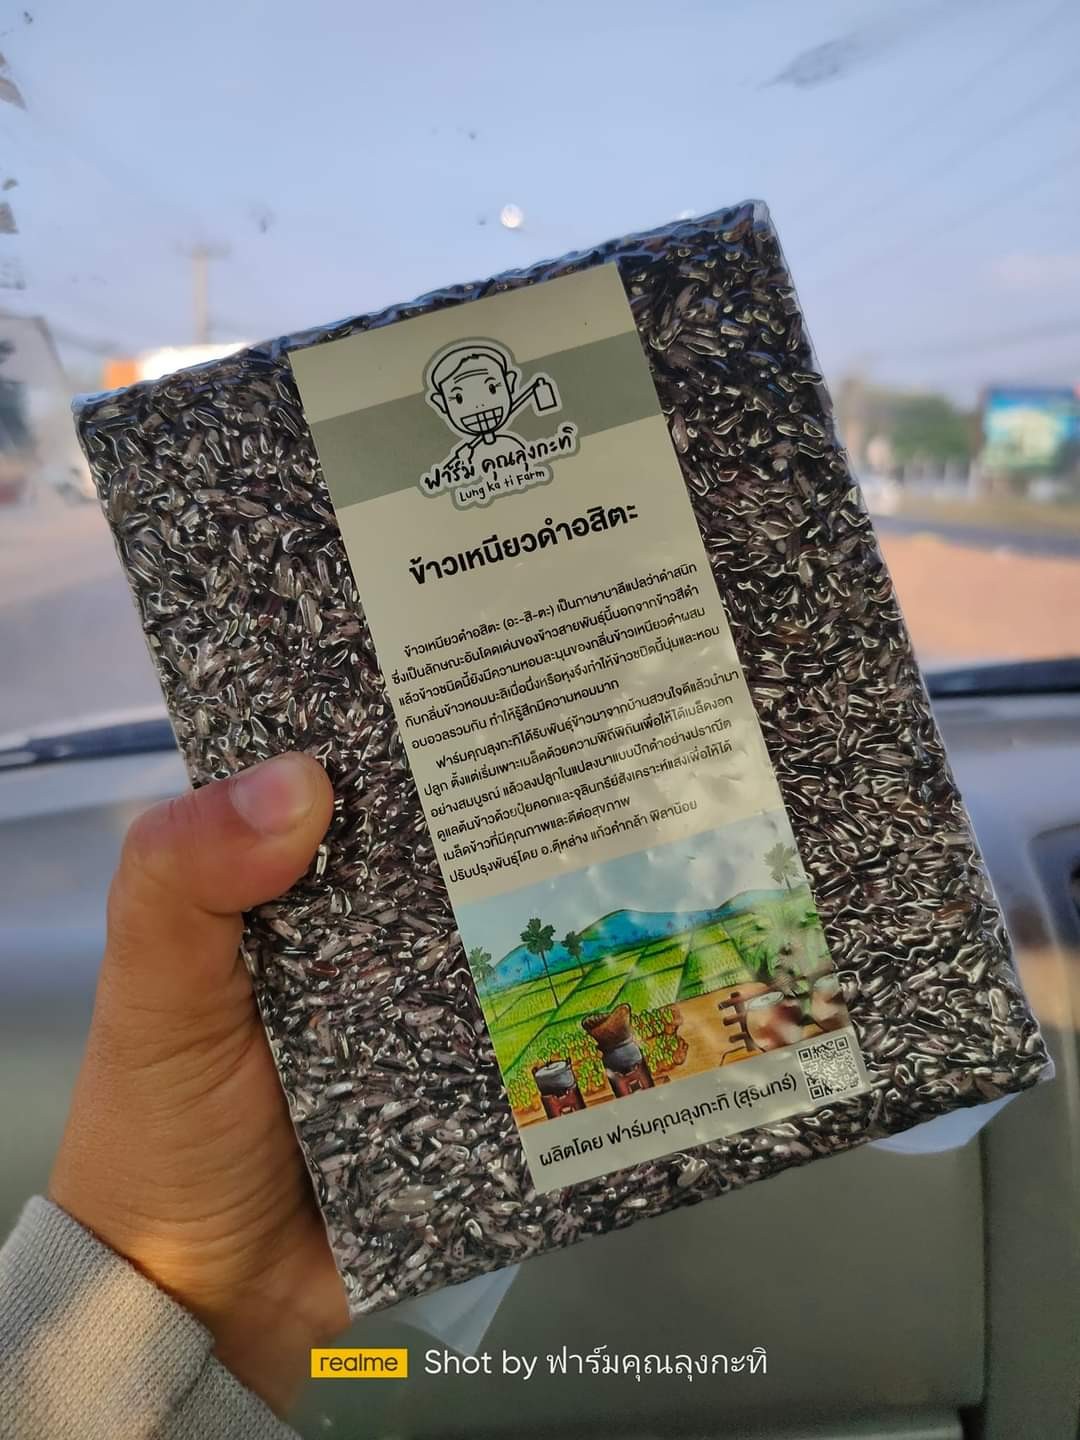 ฟาร์ม คุณลุงกะทิ
Lung ka ti Farm
ข้าวเหนียวดำอสิตะ
ข้าวเหนียวดำอสิตะ (อะ-สิ-ตะ) เป็นภาษาบาลีแปลว่าดำสนิท
ซึ่งเป็นลักษณะอันโดดเด่นของข้าวสายพันธุ์นี้นอกจากข้าวสีดำ
แล้วข้าวชนิดนี้ยังมีความหอมละมุนของกลิ่นข้าวเหนียวดำผสม
กับกลิ่นข้าวหอมมะลิเมื่อนึ่งหรือหุงจึงทำให้ข้าวชนิดนี้นุ่มและหอม
อบอวลรวมกัน ทำให้รู้สึกมีความหอมมาก
ฟาร์มคุณลุงกะทิได้รับพันธุ์ข้าวมาจากบ้านสวนใจดีแล้วนำมา
ปลูก ตั้งแต่เริ่มเพาะเมล็ดด้วยความพิถีพิถันเพื่อให้ได้เมล็ดงอก
อย่างสมบูรณ์ แล้วลงปลูกในแปลงนาแบบปักดำอย่างปราณีต
ดูแลต้นข้าวด้วยปุ๋ยคอกและจุลินทรีย์สังเคราะห์แสงเพื่อให้ได้
เมล็ดข้าวที่มีคุณภาพและดีต่อสุขภาพ
ปรับปรุงพันธุ์โดย อ.ตุ๊หล่าง แก่นคำกล้า พิลาน้อย
ผลิตโดย ฟาร์มคุณลุงกะทิ (สุรินทร์)
realme Shot by ฟาร์มคุณลุงกะทิ